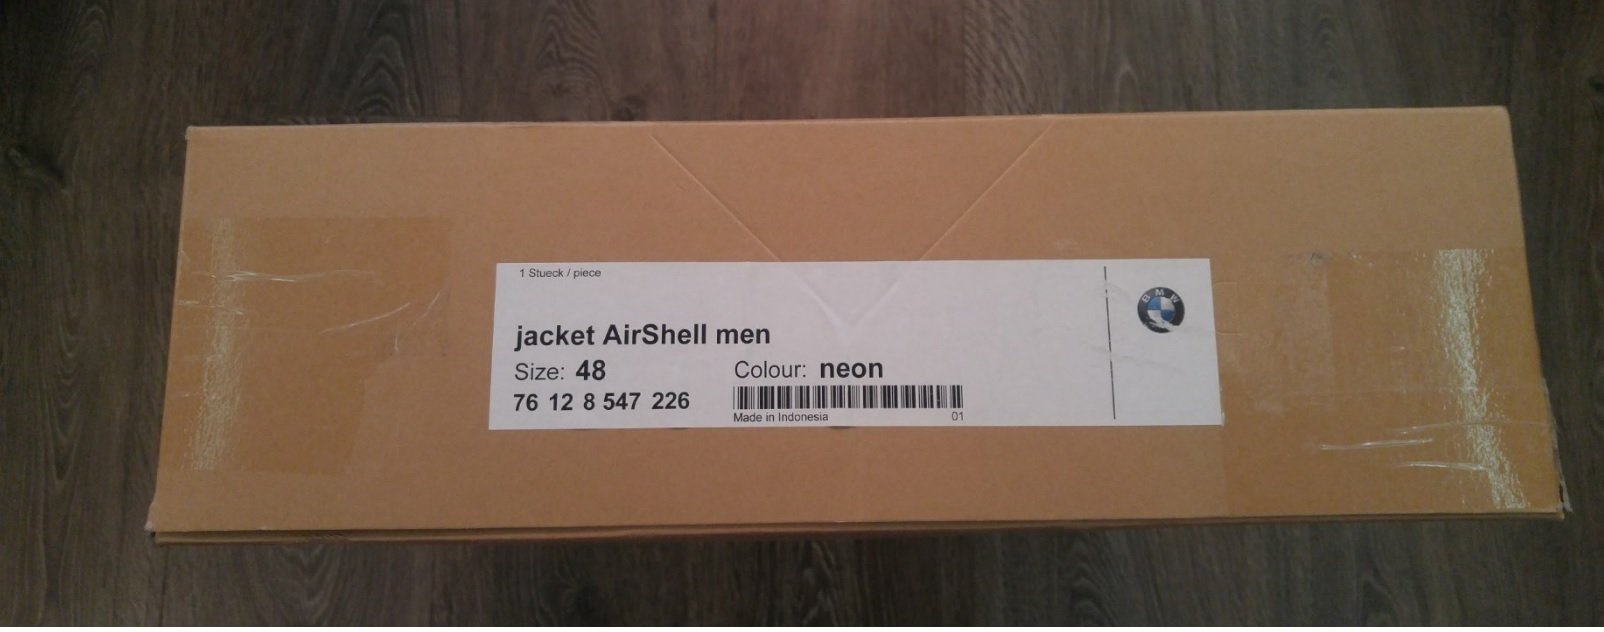 1 Stueck / piece
jacket AirShell men
Size: 48 Colour: neon
76 12 8 547 226
Made in Indonesia 01
BMW